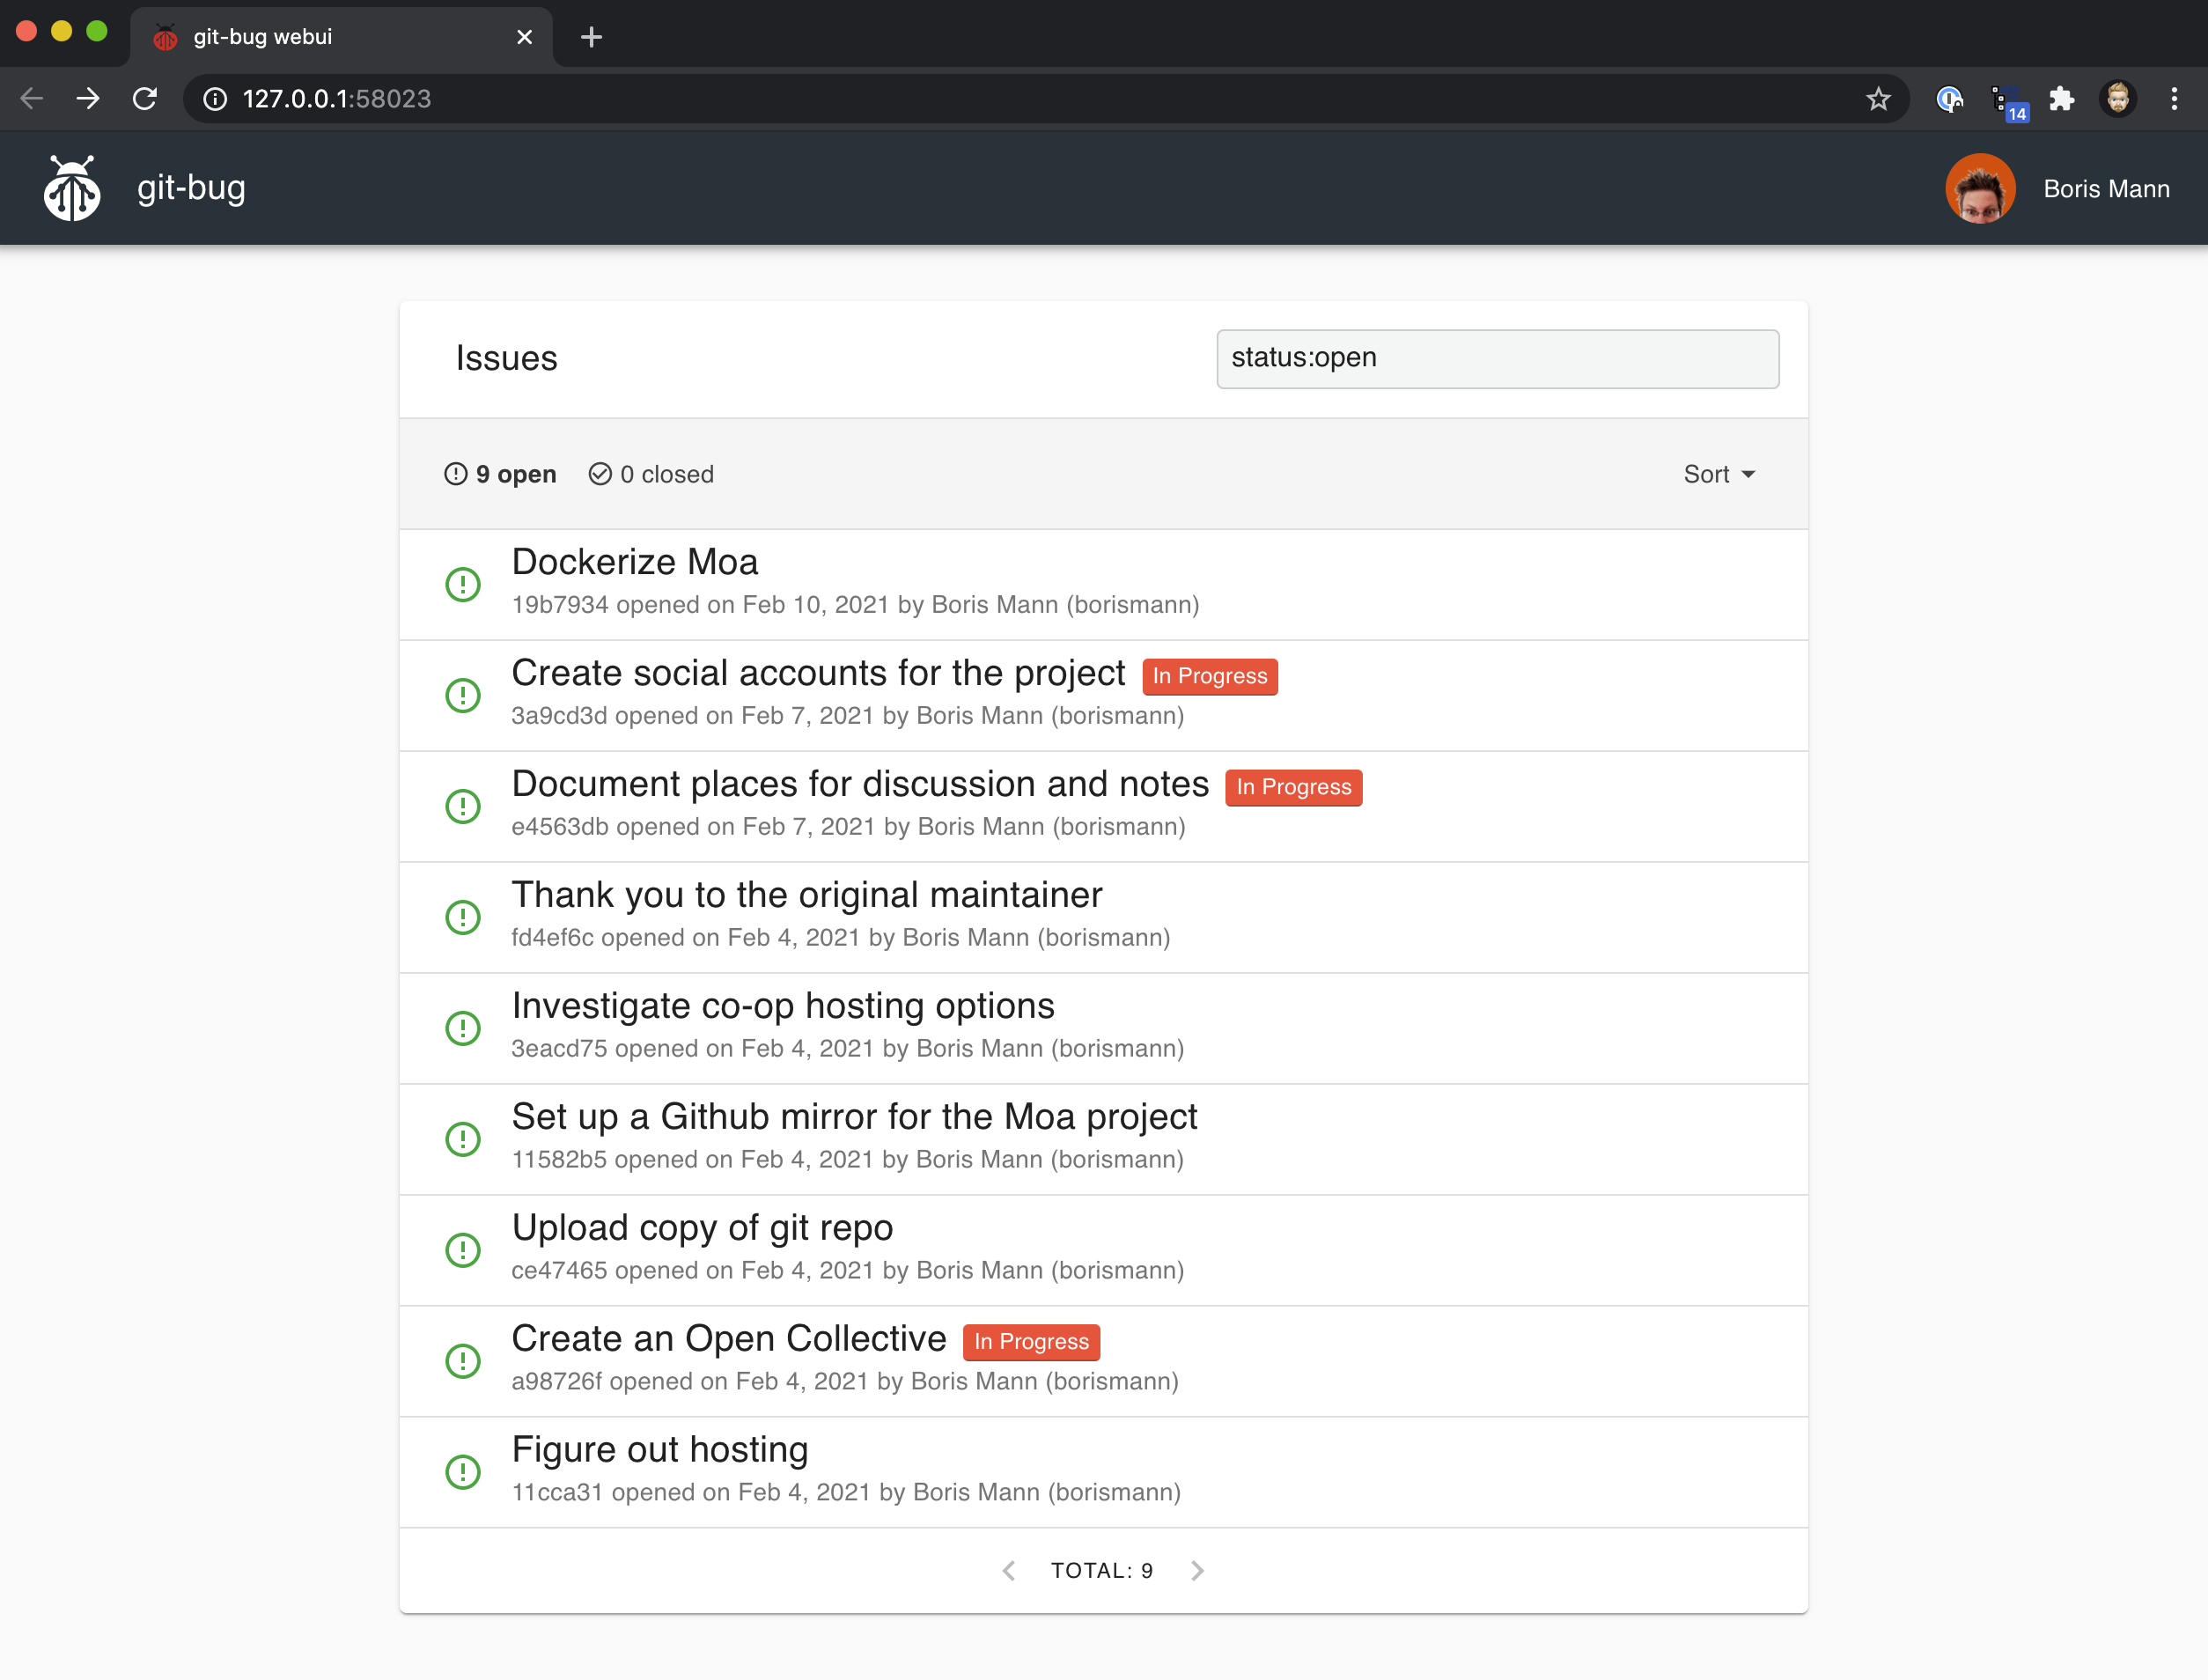 git-bug webui
127.0.0.1:58023
14
git-bug
Boris Mann
Issues
status:open
9 open
0 closed
Sort
Dockerize Moa
19b7934 opened on Feb 10, 2021 by Boris Mann (borismann)
Create social accounts for the project In Progress
3a9cd3d opened on Feb 7, 2021 by Boris Mann (borismann)
Document places for discussion and notes In Progress
e4563db opened on Feb 7, 2021 by Boris Mann (borismann)
Thank you to the original maintainer
fd4ef6c opened on Feb 4, 2021 by Boris Mann (borismann)
Investigate co-op hosting options
3eacd75 opened on Feb 4, 2021 by Boris Mann (borismann)
Set up a Github mirror for the Moa project
11582b5 opened on Feb 4, 2021 by Boris Mann (borismann)
Upload copy of git repo
ce47465 opened on Feb 4, 2021 by Boris Mann (borismann)
Create an Open Collective In Progress
a98726f opened on Feb 4, 2021 by Boris Mann (borismann)
Figure out hosting
11cca31 opened on Feb 4, 2021 by Boris Mann (borismann)
TOTAL: 9